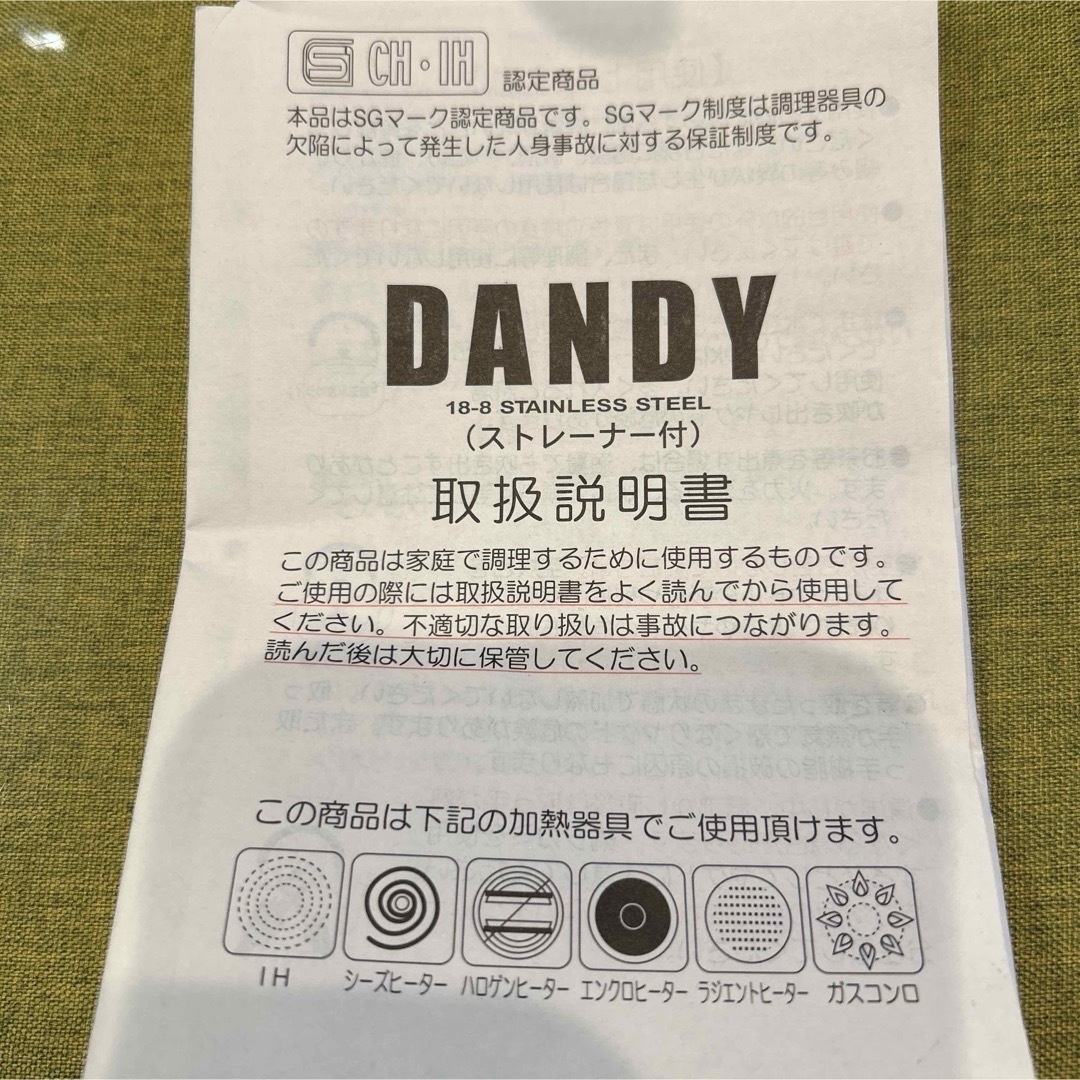 SG CH・IH 認定商品
本品はSGマーク認定商品です。SGマーク制度は調理器具の
欠陥によって発生した人身事故に対する保証制度です。
DANDY
18-8 STAINLESS STEEL
（ストレーナー付）
取扱説明書
この商品は家庭で調理するために使用するものです。
ご使用の際には取扱説明書をよく読んでから使用して
ください。不適切な取り扱いは事故につながります。
読んだ後は大切に保管してください。
この商品は下記の加熱器具でご使用頂けます。
IH シーズヒーター ハロゲンヒーター エンクロヒーター ラジエントヒーター ガスコンロ